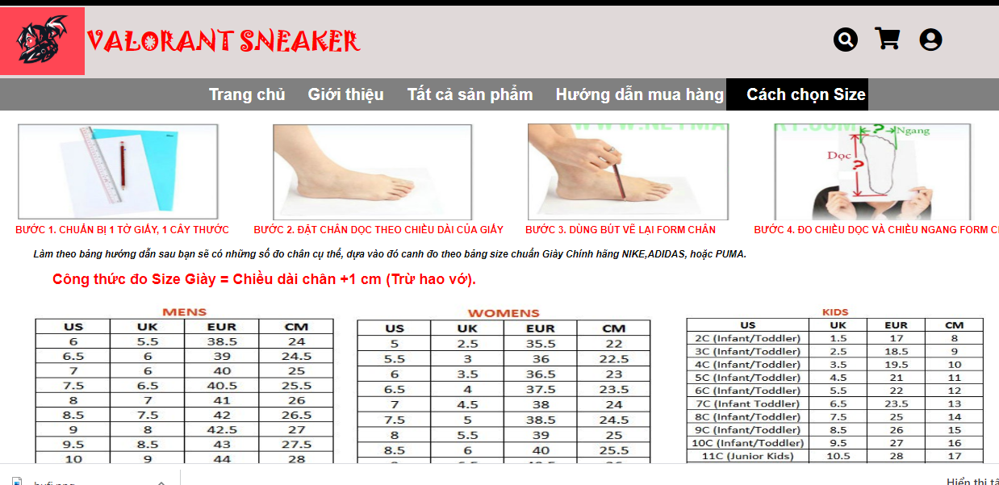 VALORANT SNEAKER
Trang chủ Giới thiệu Tất cả sản phẩm Hướng dẫn mua hàng Cách chọn Size
Ngang
Dọc
BƯỚC 1. CHUẨN BỊ 1 TỜ GIẤY, 1 CÂY THƯỚC
BƯỚC 2. ĐẶT CHÂN DỌC THEO CHIỀU DÀI CỦA GIẤY
BƯỚC 3. DÙNG BÚT VẼ LẠI FORM CHÂN
BƯỚC 4. ĐO CHIỀU DỌC VÀ CHIỀU NGANG FORM
Làm theo bảng hướng dẫn sau bạn sẽ có những số đo chân cụ thể, dựa vào đó canh đo theo bảng size chuẩn Giày Chính hãng NIKE,ADIDAS, hoặc PUMA.
Công thức đo Size Giày = Chiều dài chân +1 cm (Trừ hao vớ).
MENS
US UK EUR CM
6 5.5 38.5 24
6.5 6 39 24.5
7 6 40 25
7.5 6.5 40.5 25.5
8 7 41 26
8.5 7.5 42 26.5
9 8 42.5 27
9.5 8.5 43 27.5
10 9 44 28
WOMENS
US UK EUR CM
5 2.5 35.5 22
5.5 3 36 22.5
6 3.5 36.5 23
6.5 4 37.5 23.5
7 4.5 38 24
7.5 5 38.5 24.5
8 5.5 39 25
8.5 6 40 25.5
KIDS
US UK EUR CM
2C (Infant/Toddler) 1.5 17 8
3C (Infant/Toddler) 2.5 18.5 9
4C (Infant/Toddler) 3.5 19.5 10
5C (Infant/Toddler) 4.5 21 11
6C (Infant/Toddler) 5.5 22 12
7C (Infant Toddler) 6.5 23.5 13
8C (Infant/Toddler) 7.5 25 14
9C (Infant/Toddler) 8.5 26 15
10C (Infant/Toddler) 9.5 27 16
11C (Junior Kids) 10.5 28 17
Hiển thị